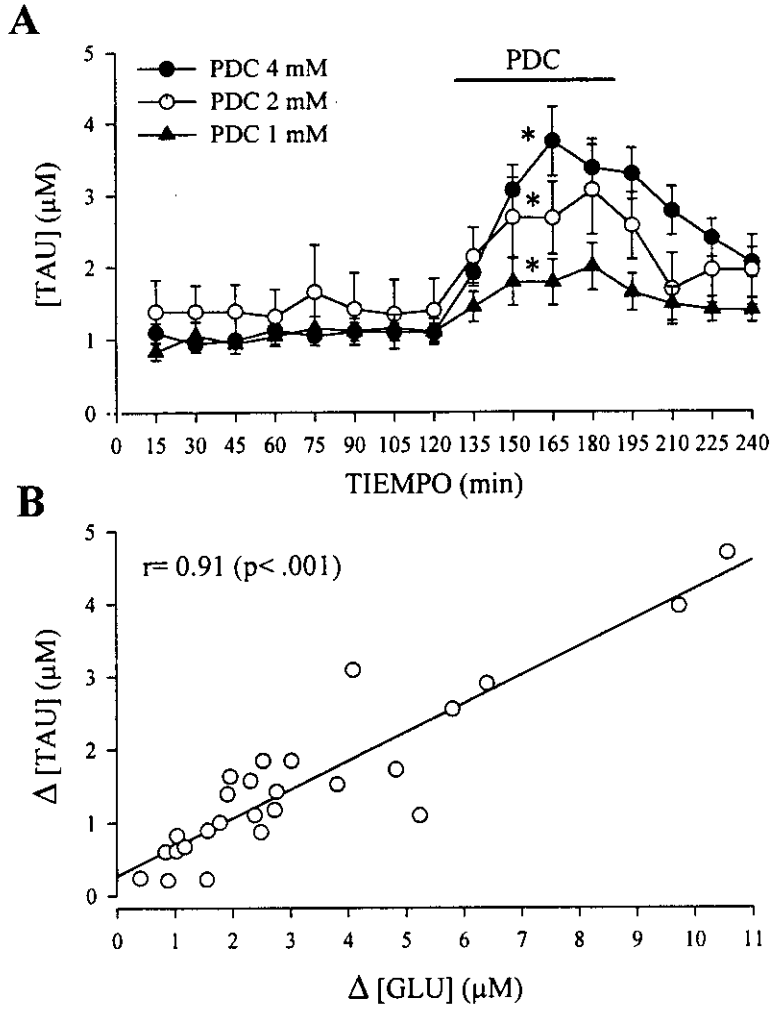 A
5
4
3
2
1
0
[TAU] (μM)
PDC 4 mM
PDC 2 mM
PDC 1 mM
PDC
*
*
*
0 15 30 45 60 75 90 105 120 135 150 165 180 195 210 225 240
TIEMPO (min)
B
5
4
3
2
1
0
Δ [TAU] (μM)
r= 0.91 (p< .001)
0 1 2 3 4 5 6 7 8 9 10 11
Δ [GLU] (μM)